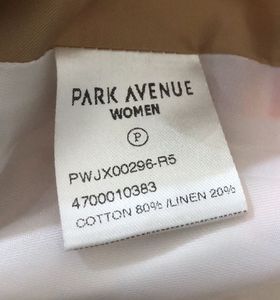 PARK AVENUE
WOMEN
P
PWJX00296-R5
4700010383
COTTON 80% /LINEN 20%